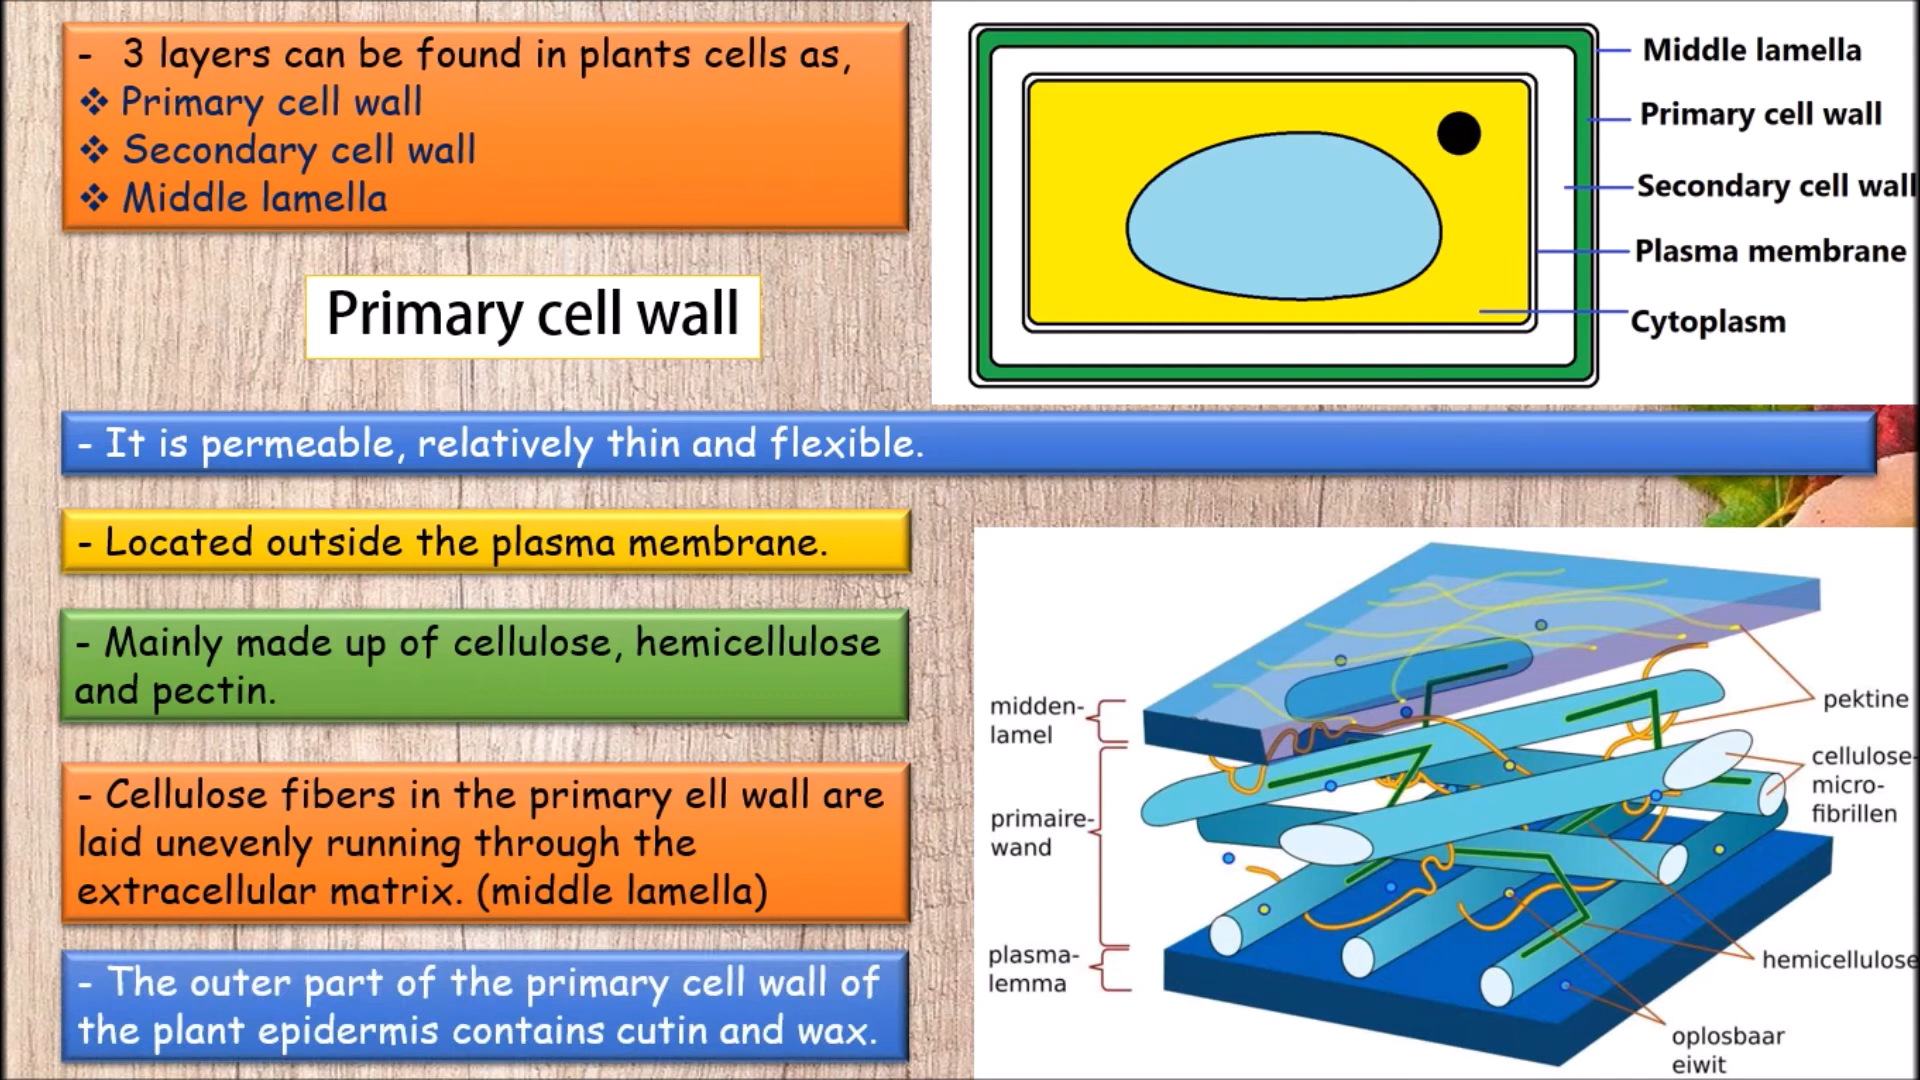 - 3 layers can be found in plants cells as,
❖ Primary cell wall
❖ Secondary cell wall
❖ Middle lamella
Middle lamella
Primary cell wall
Secondary cell wall
Plasma membrane
Cytoplasm
Primary cell wall
- It is permeable, relatively thin and flexible.
- Located outside the plasma membrane.
- Mainly made up of cellulose, hemicellulose
and pectin.
- Cellulose fibers in the primary ell wall are
laid unevenly running through the
extracellular matrix. (middle lamella)
- The outer part of the primary cell wall of
the plant epidermis contains cutin and wax.
midden-
lamel
primaire-
wand
plasma-
lemma
pektine
cellulose-
micro-
fibrillen
hemicellulose
oplosbaar
eiwit